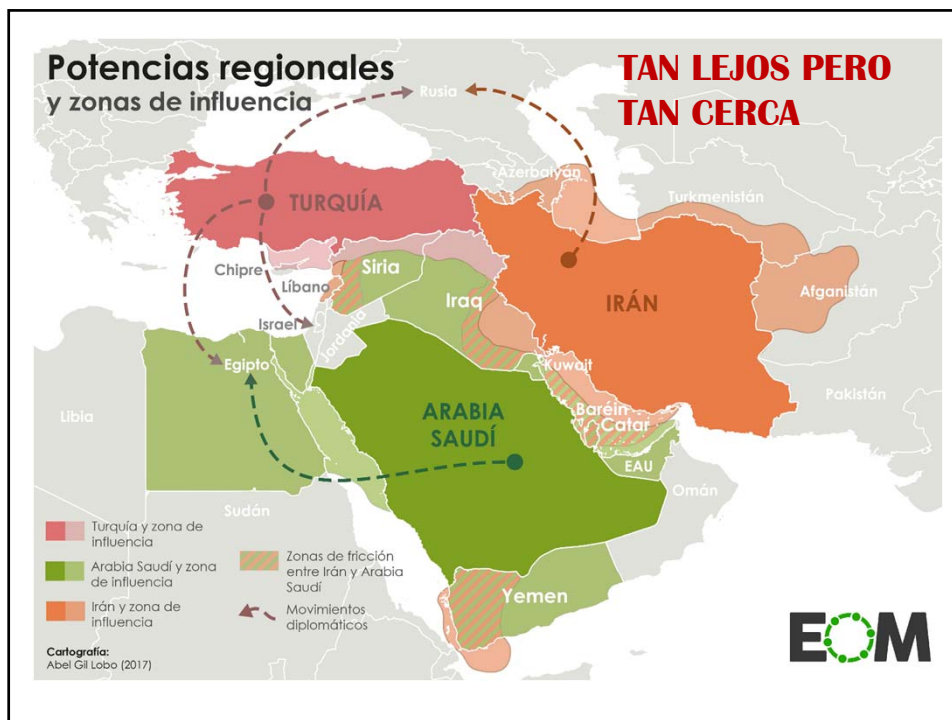 Potencias regionales
y zonas de influencia
TAN LEJOS PERO
TAN CERCA
Rusia
Azerbaiyán
Turkmenistán
TURQUÍA
Chipre
Siria
Líbano
Iraq
IRÁN
Afganistán
Israel
Jordania
Egipto
Kuwait
Pakistán
Libia
ARABIA
SAUDÍ
Baréin
Catar
EAU
Omán
Sudán
Yemen
Turquía y zona de
influencia
Arabia Saudí y zona
de influencia
Irán y zona de
influencia
Zonas de fricción
entre Irán y Arabia
Saudí
Movimientos
diplomáticos
Cartografía:
Abel Gil Lobo (2017)
EOM